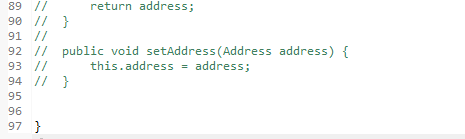 89 //      return address;
90 //  }
91 //
92 //  public void setAddress(Address address) {
93 //      this.address = address;
94 //  }
95
96
97 }